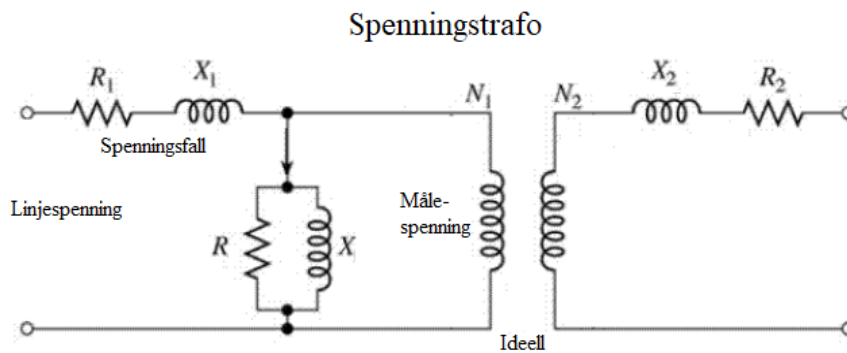 Spenningstrafo
R1 X1 N1 N2 X2 R2
Spenningsfall
Linjespenning
Måle-
spenning
R X
Ideell